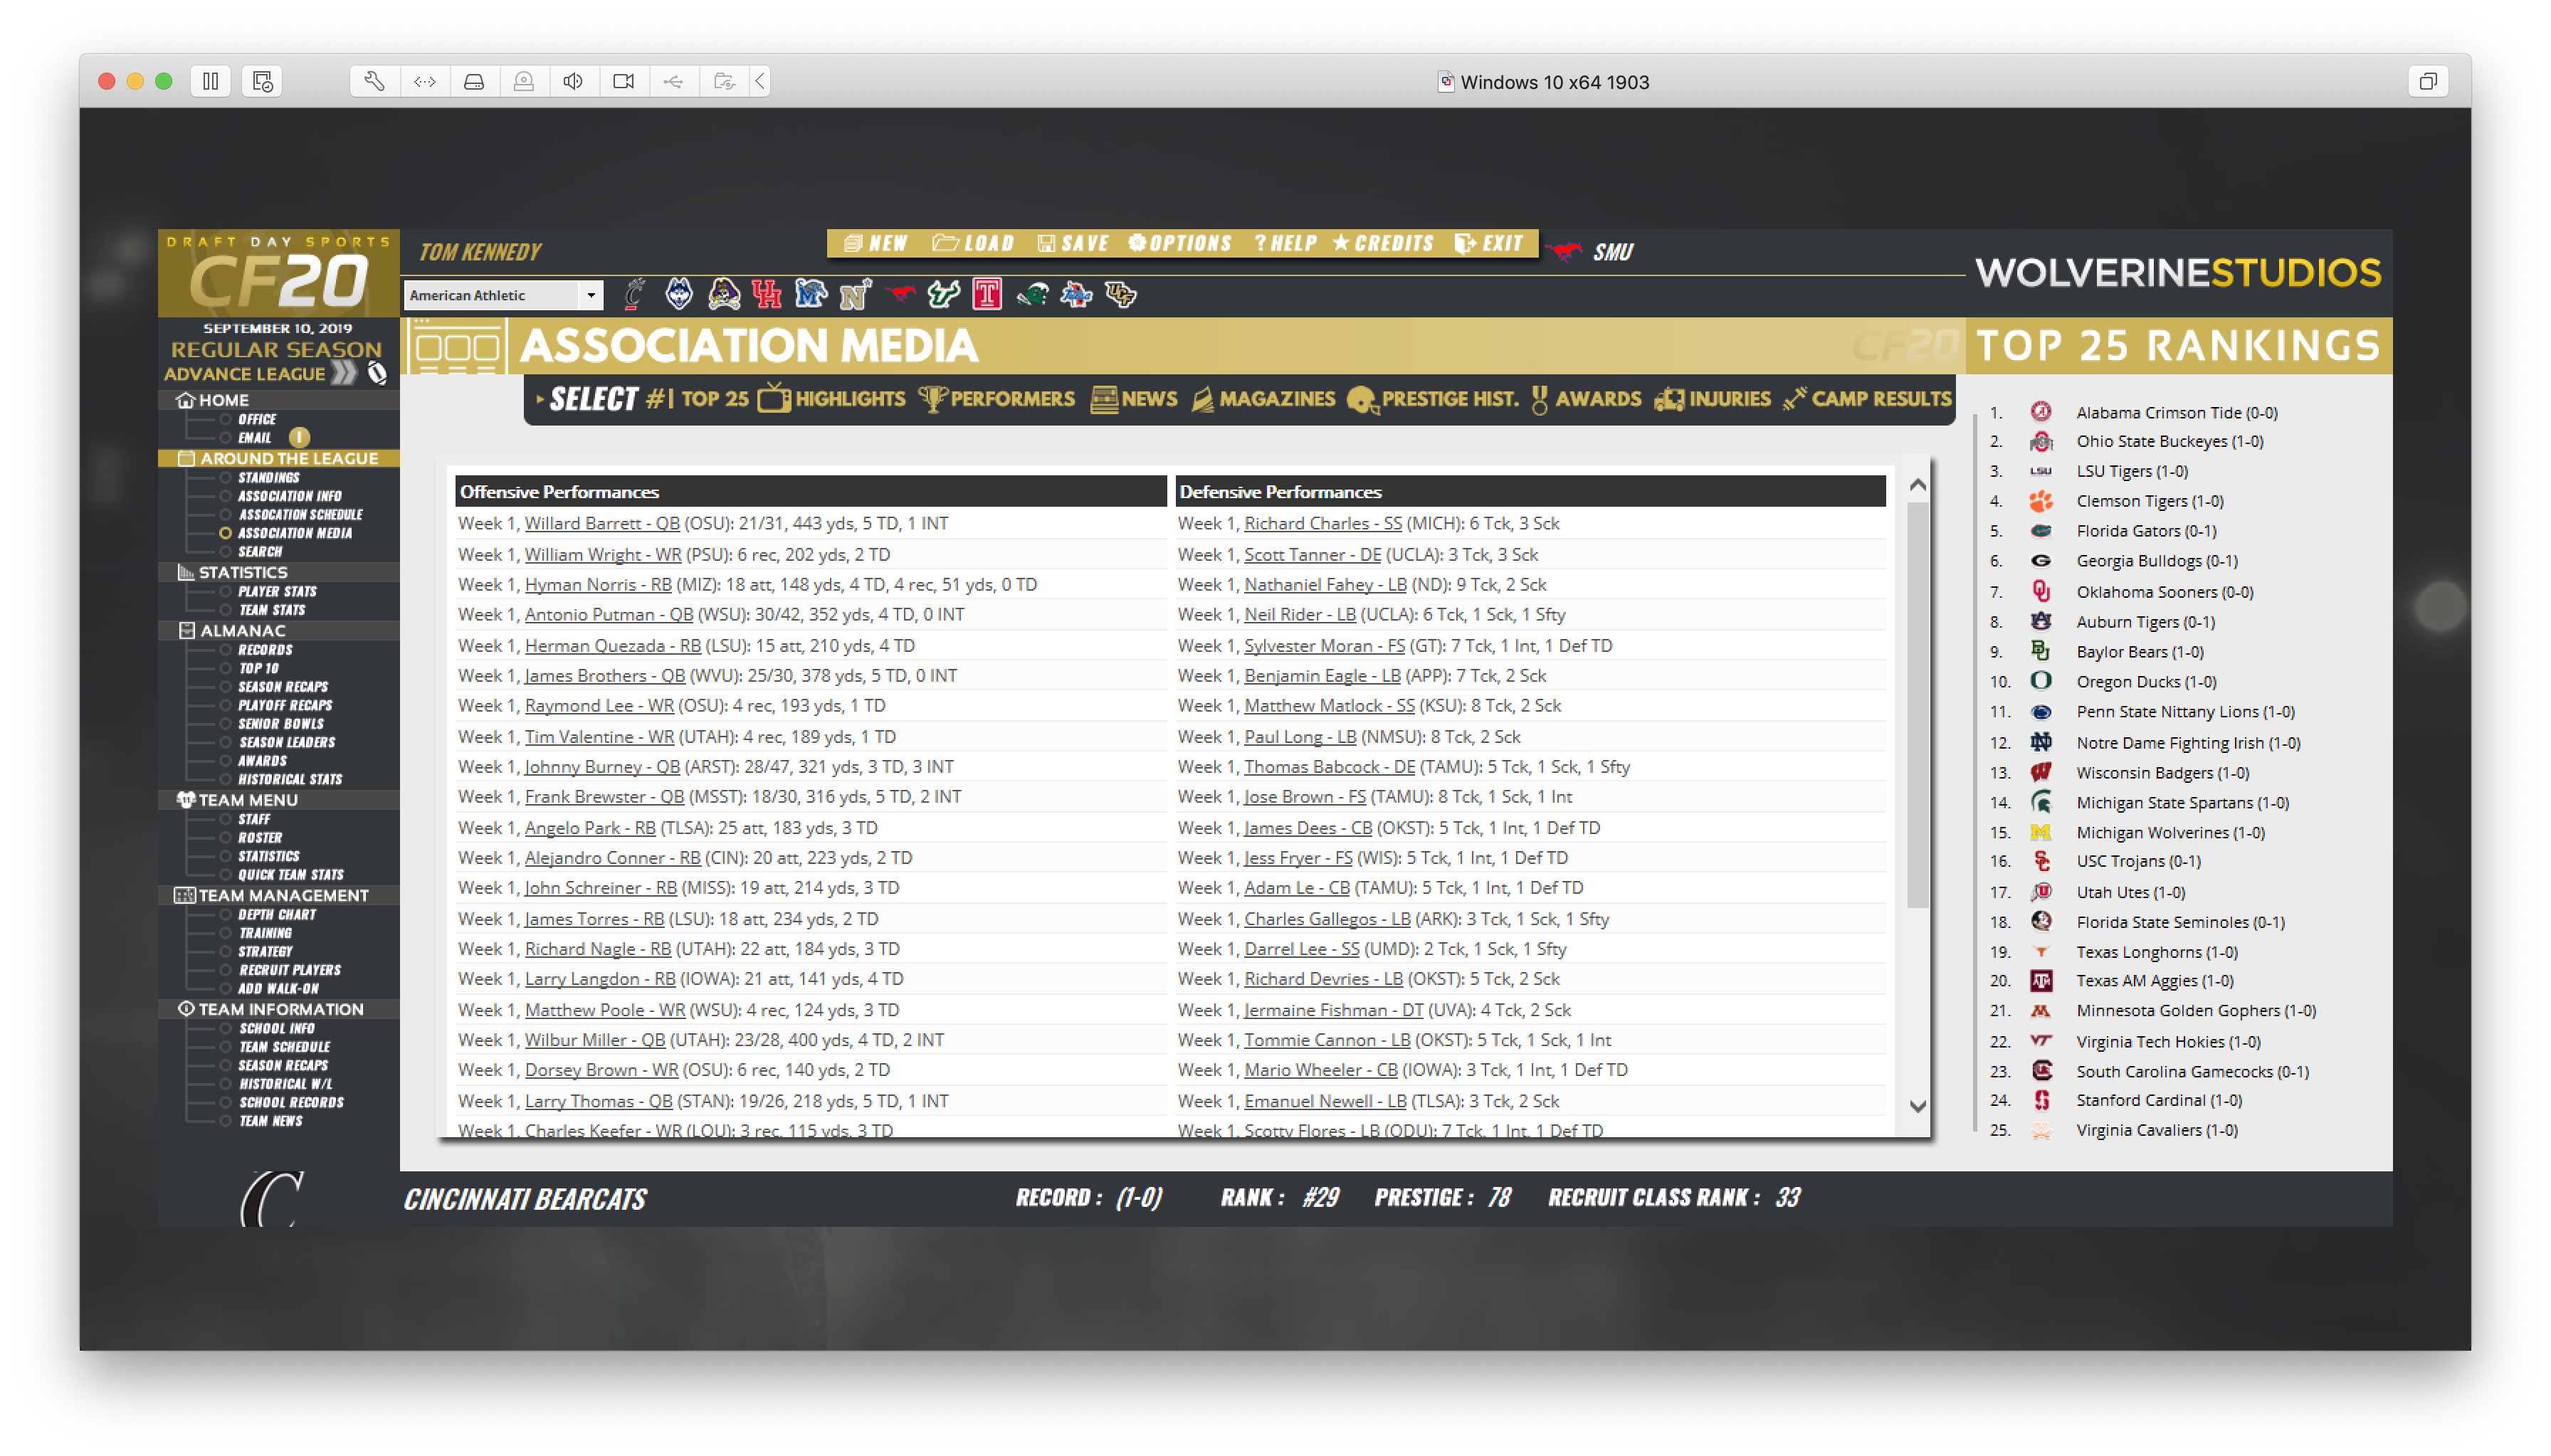 Windows 10 x64 1903
DRAFT DAY SPORTS
CF20
TOM KENNEDY
NEW LOAD SAVE OPTIONS ? HELP CREDITS EXIT
SMU
WOLVERINESTUDIOS
American Athletic
SEPTEMBER 10, 2019
REGULAR SEASON
ADVANCE LEAGUE
ASSOCIATION MEDIA
CF20
TOP 25 RANKINGS
SELECT #1 TOP 25 HIGHLIGHTS PERFORMERS NEWS MAGAZINES PRESTIGE HIST. AWARDS INJURIES CAMP RESULTS
HOME
OFFICE
EMAIL 1
AROUND THE LEAGUE
STANDINGS
ASSOCIATION INFO
ASSOCATION SCHEDULE
ASSOCIATION MEDIA
SEARCH
STATISTICS
PLAYER STATS
TEAM STATS
ALMANAC
RECORDS
TOP 10
SEASON RECAPS
PLAYOFF RECAPS
SENIOR BOWLS
SEASON LEADERS
AWARDS
HISTORICAL STATS
TEAM MENU
STAFF
ROSTER
STATISTICS
QUICK TEAM STATS
TEAM MANAGEMENT
DEPTH CHART
TRAINING
STRATEGY
RECRUIT PLAYERS
ADD WALK-ON
TEAM INFORMATION
SCHOOL INFO
TEAM SCHEDULE
SEASON RECAPS
HISTORICAL W/L
SCHOOL RECORDS
TEAM NEWS
Offensive Performances
Week 1, Willard Barrett - QB (OSU): 21/31, 443 yds, 5 TD, 1 INT
Week 1, William Wright - WR (PSU): 6 rec, 202 yds, 2 TD
Week 1, Hyman Norris - RB (MIZ): 18 att, 148 yds, 4 TD, 4 rec, 51 yds, 0 TD
Week 1, Antonio Putman - QB (WSU): 30/42, 352 yds, 4 TD, 0 INT
Week 1, Herman Quezada - RB (LSU): 15 att, 210 yds, 4 TD
Week 1, James Brothers - QB (WVU): 25/30, 378 yds, 5 TD, 0 INT
Week 1, Raymond Lee - WR (OSU): 4 rec, 193 yds, 1 TD
Week 1, Tim Valentine - WR (UTAH): 4 rec, 189 yds, 1 TD
Week 1, Johnny Burney - QB (ARST): 28/47, 321 yds, 3 TD, 3 INT
Week 1, Frank Brewster - QB (MSST): 18/30, 316 yds, 5 TD, 2 INT
Week 1, Angelo Park - RB (TLSA): 25 att, 183 yds, 3 TD
Week 1, Alejandro Conner - RB (CIN): 20 att, 223 yds, 2 TD
Week 1, John Schreiner - RB (MISS): 19 att, 214 yds, 3 TD
Week 1, James Torres - RB (LSU): 18 att, 234 yds, 2 TD
Week 1, Richard Nagle - RB (UTAH): 22 att, 184 yds, 3 TD
Week 1, Larry Langdon - RB (IOWA): 21 att, 141 yds, 4 TD
Week 1, Matthew Poole - WR (WSU): 4 rec, 124 yds, 3 TD
Week 1, Wilbur Miller - QB (UTAH): 23/28, 400 yds, 4 TD, 2 INT
Week 1, Dorsey Brown - WR (OSU): 6 rec, 140 yds, 2 TD
Week 1, Larry Thomas - QB (STAN): 19/26, 218 yds, 5 TD, 1 INT
Week 1, Charles Keefer - WR (LOU): 3 rec, 115 yds, 3 TD
Defensive Performances
Week 1, Richard Charles - SS (MICH): 6 Tck, 3 Sck
Week 1, Scott Tanner - DE (UCLA): 3 Tck, 3 Sck
Week 1, Nathaniel Fahey - LB (ND): 9 Tck, 2 Sck
Week 1, Neil Rider - LB (UCLA): 6 Tck, 1 Sck, 1 Sfty
Week 1, Sylvester Moran - FS (GT): 7 Tck, 1 Int, 1 Def TD
Week 1, Benjamin Eagle - LB (APP): 7 Tck, 2 Sck
Week 1, Matthew Matlock - SS (KSU): 8 Tck, 2 Sck
Week 1, Paul Long - LB (NMSU): 8 Tck, 2 Sck
Week 1, Thomas Babcock - DE (TAMU): 5 Tck, 1 Sck, 1 Sfty
Week 1, Jose Brown - FS (TAMU): 8 Tck, 1 Sck, 1 Int
Week 1, James Dees - CB (OKST): 5 Tck, 1 Int, 1 Def TD
Week 1, Jess Fryer - FS (WIS): 5 Tck, 1 Int, 1 Def TD
Week 1, Adam Le - CB (TAMU): 5 Tck, 1 Int, 1 Def TD
Week 1, Charles Gallegos - LB (ARK): 3 Tck, 1 Sck, 1 Sfty
Week 1, Darrel Lee - SS (UMD): 2 Tck, 1 Sck, 1 Sfty
Week 1, Richard Devries - LB (OKST): 5 Tck, 2 Sck
Week 1, Jermaine Fishman - DT (UVA): 4 Tck, 2 Sck
Week 1, Tommie Cannon - LB (OKST): 5 Tck, 1 Sck, 1 Int
Week 1, Mario Wheeler - CB (IOWA): 3 Tck, 1 Int, 1 Def TD
Week 1, Emanuel Newell - LB (TLSA): 3 Tck, 2 Sck
Week 1, Scotty Flores - LB (ODU): 7 Tck, 1 Int, 1 Def TD
1. Alabama Crimson Tide (0-0)
2. Ohio State Buckeyes (1-0)
3. LSU LSU Tigers (1-0)
4. Clemson Tigers (1-0)
5. Florida Gators (0-1)
6. Georgia Bulldogs (0-1)
7. Oklahoma Sooners (0-0)
8. Auburn Tigers (0-1)
9. Baylor Bears (1-0)
10. Oregon Ducks (1-0)
11. Penn State Nittany Lions (1-0)
12. Notre Dame Fighting Irish (1-0)
13. Wisconsin Badgers (1-0)
14. Michigan State Spartans (1-0)
15. Michigan Wolverines (1-0)
16. USC Trojans (0-1)
17. Utah Utes (1-0)
18. Florida State Seminoles (0-1)
19. Texas Longhorns (1-0)
20. Texas AM Aggies (1-0)
21. Minnesota Golden Gophers (1-0)
22. Virginia Tech Hokies (1-0)
23. South Carolina Gamecocks (0-1)
24. Stanford Cardinal (1-0)
25. Virginia Cavaliers (1-0)
CINCINNATI BEARCATS
RECORD : (1-0)
RANK : #29
PRESTIGE : 78
RECRUIT CLASS RANK : 33